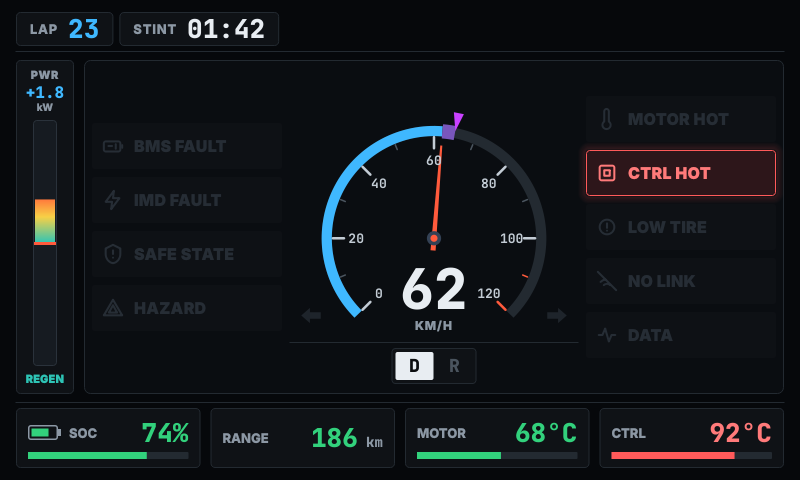 LAP 23
STINT 01:42
PWR
+1.8
kW
REGEN
BMS FAULT
IMD FAULT
SAFE STATE
HAZARD
0
20
40
60
80
100
120
62
KM/H
D R
MOTOR HOT
CTRL HOT
LOW TIRE
NO LINK
DATA
SOC 74%
RANGE 186 km
MOTOR 68°C
CTRL 92°C